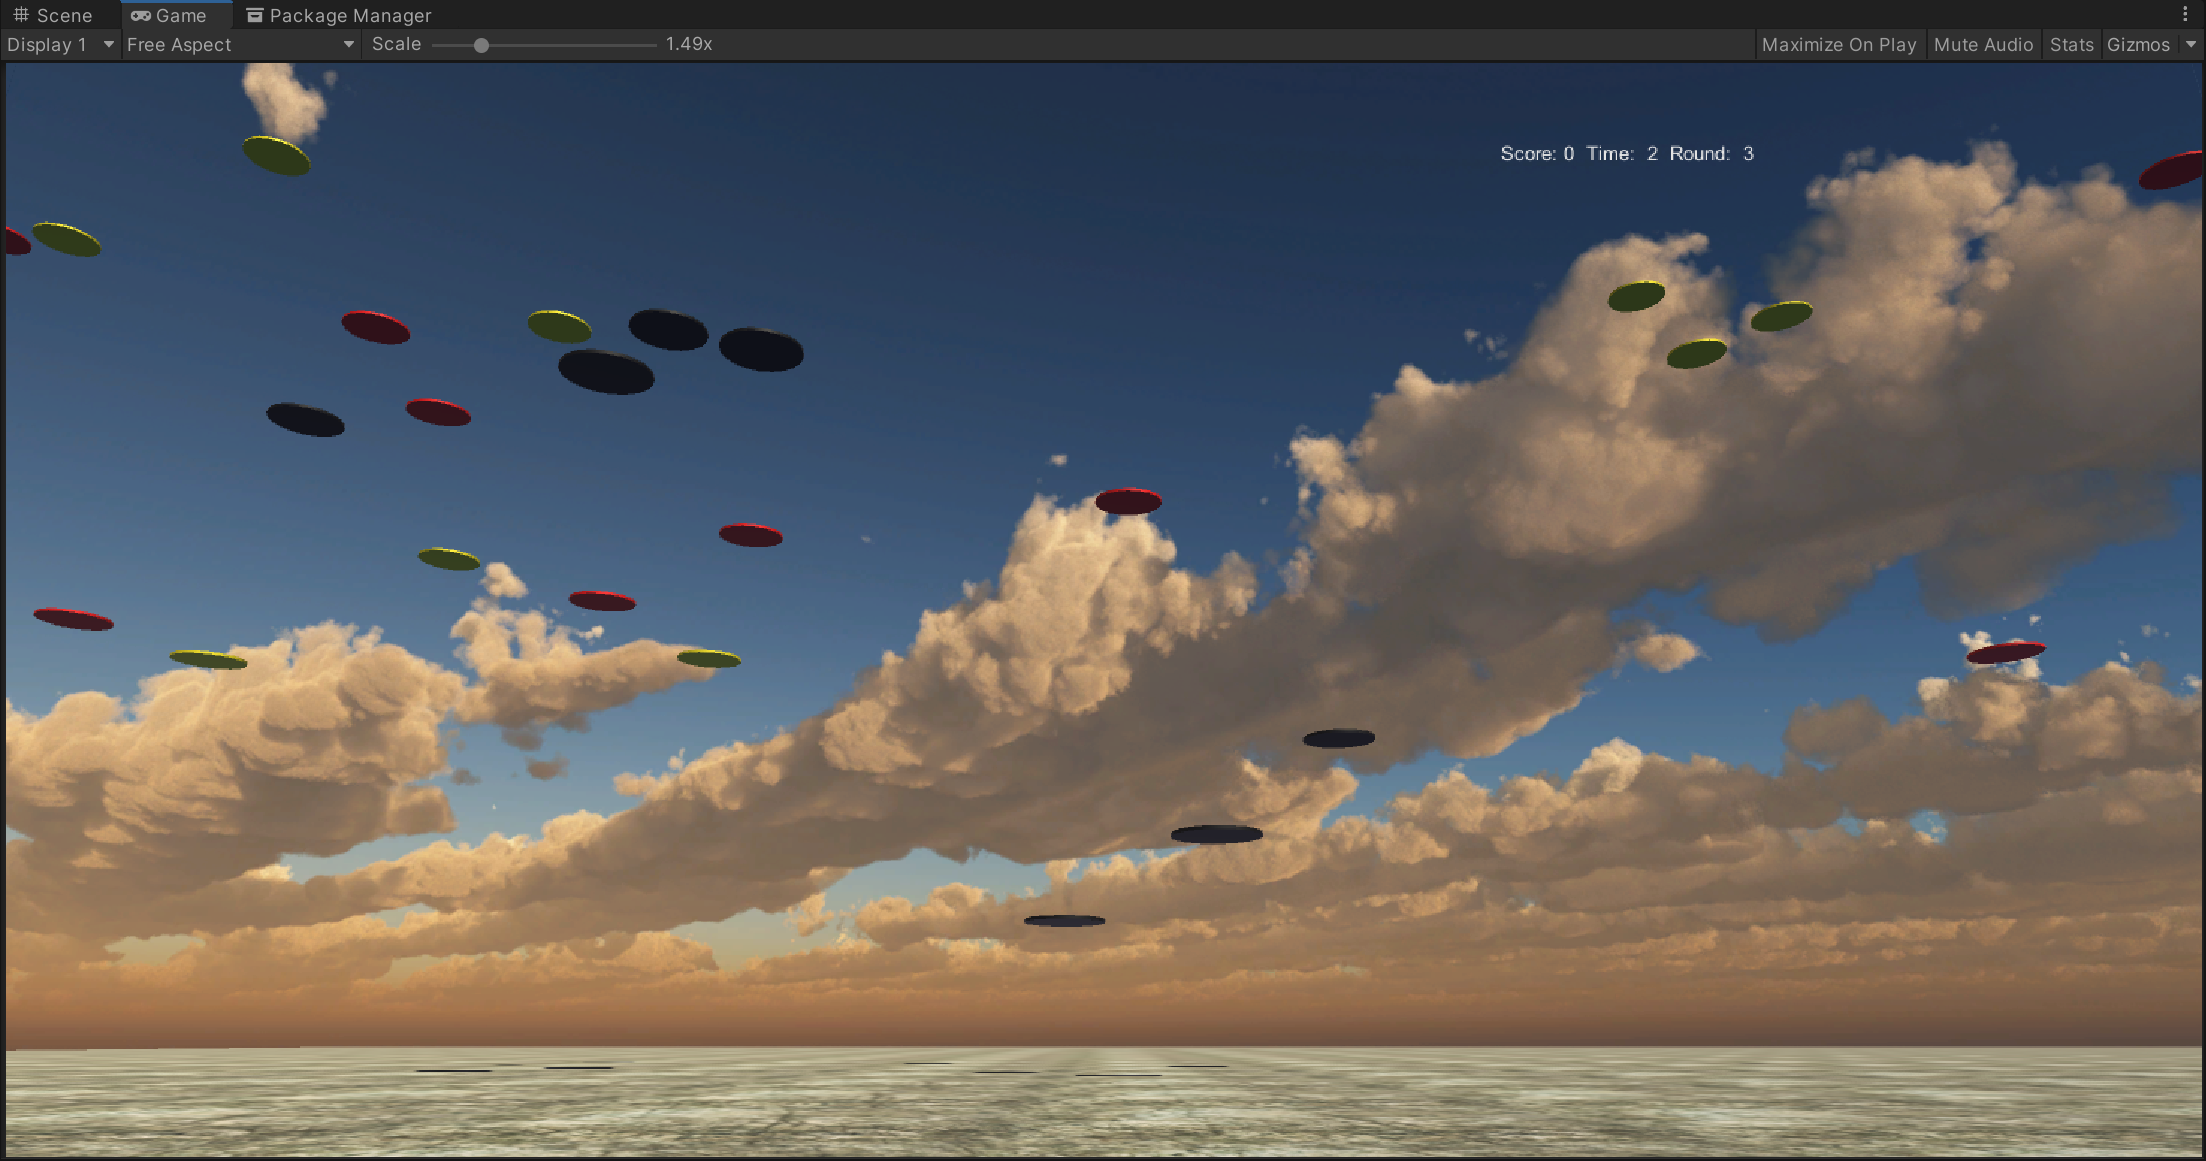 Scene Game Package Manager
Display 1 Free Aspect Scale 1.49x Maximize On Play Mute Audio Stats Gizmos
Score: 0 Time: 2 Round: 3